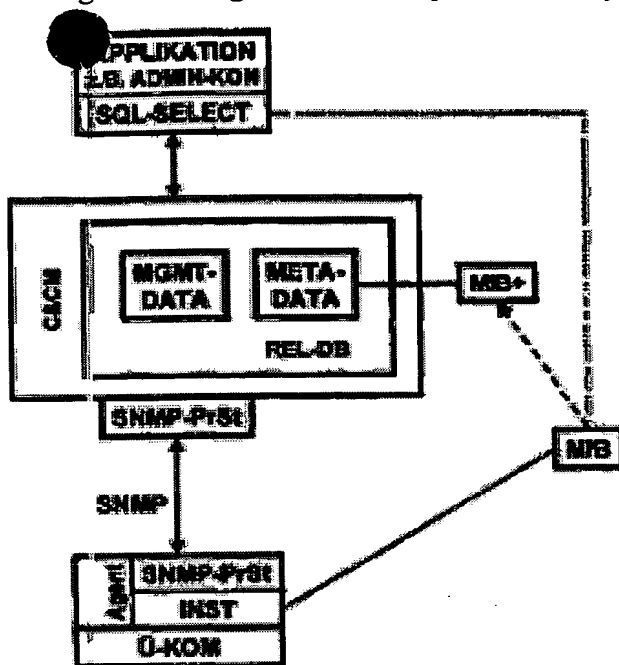 APPLIKATION
Z.B. ADMIN-KON
SQL-SELECT
MGMT-
DATA
META-
DATA
MIB+
REL-DB
SNMP-PrSt
MIB
SNMP
Agent
SNMP-PrSt
INST
Ü-KOM